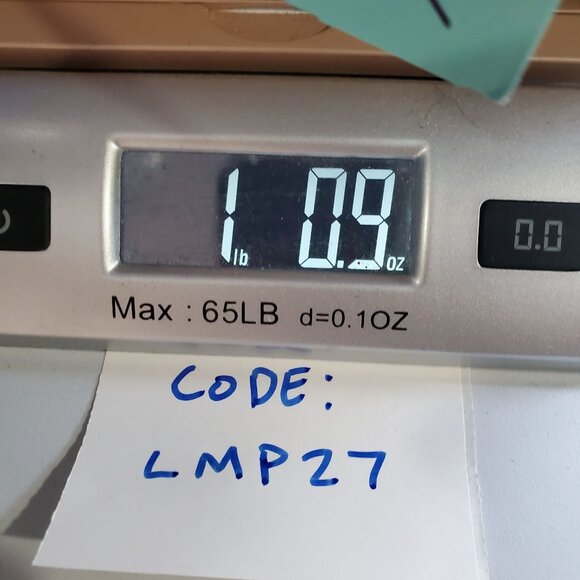 1 lb 0.9 oz
0.0
Max : 65LB d=0.1OZ
CODE:
LMP27